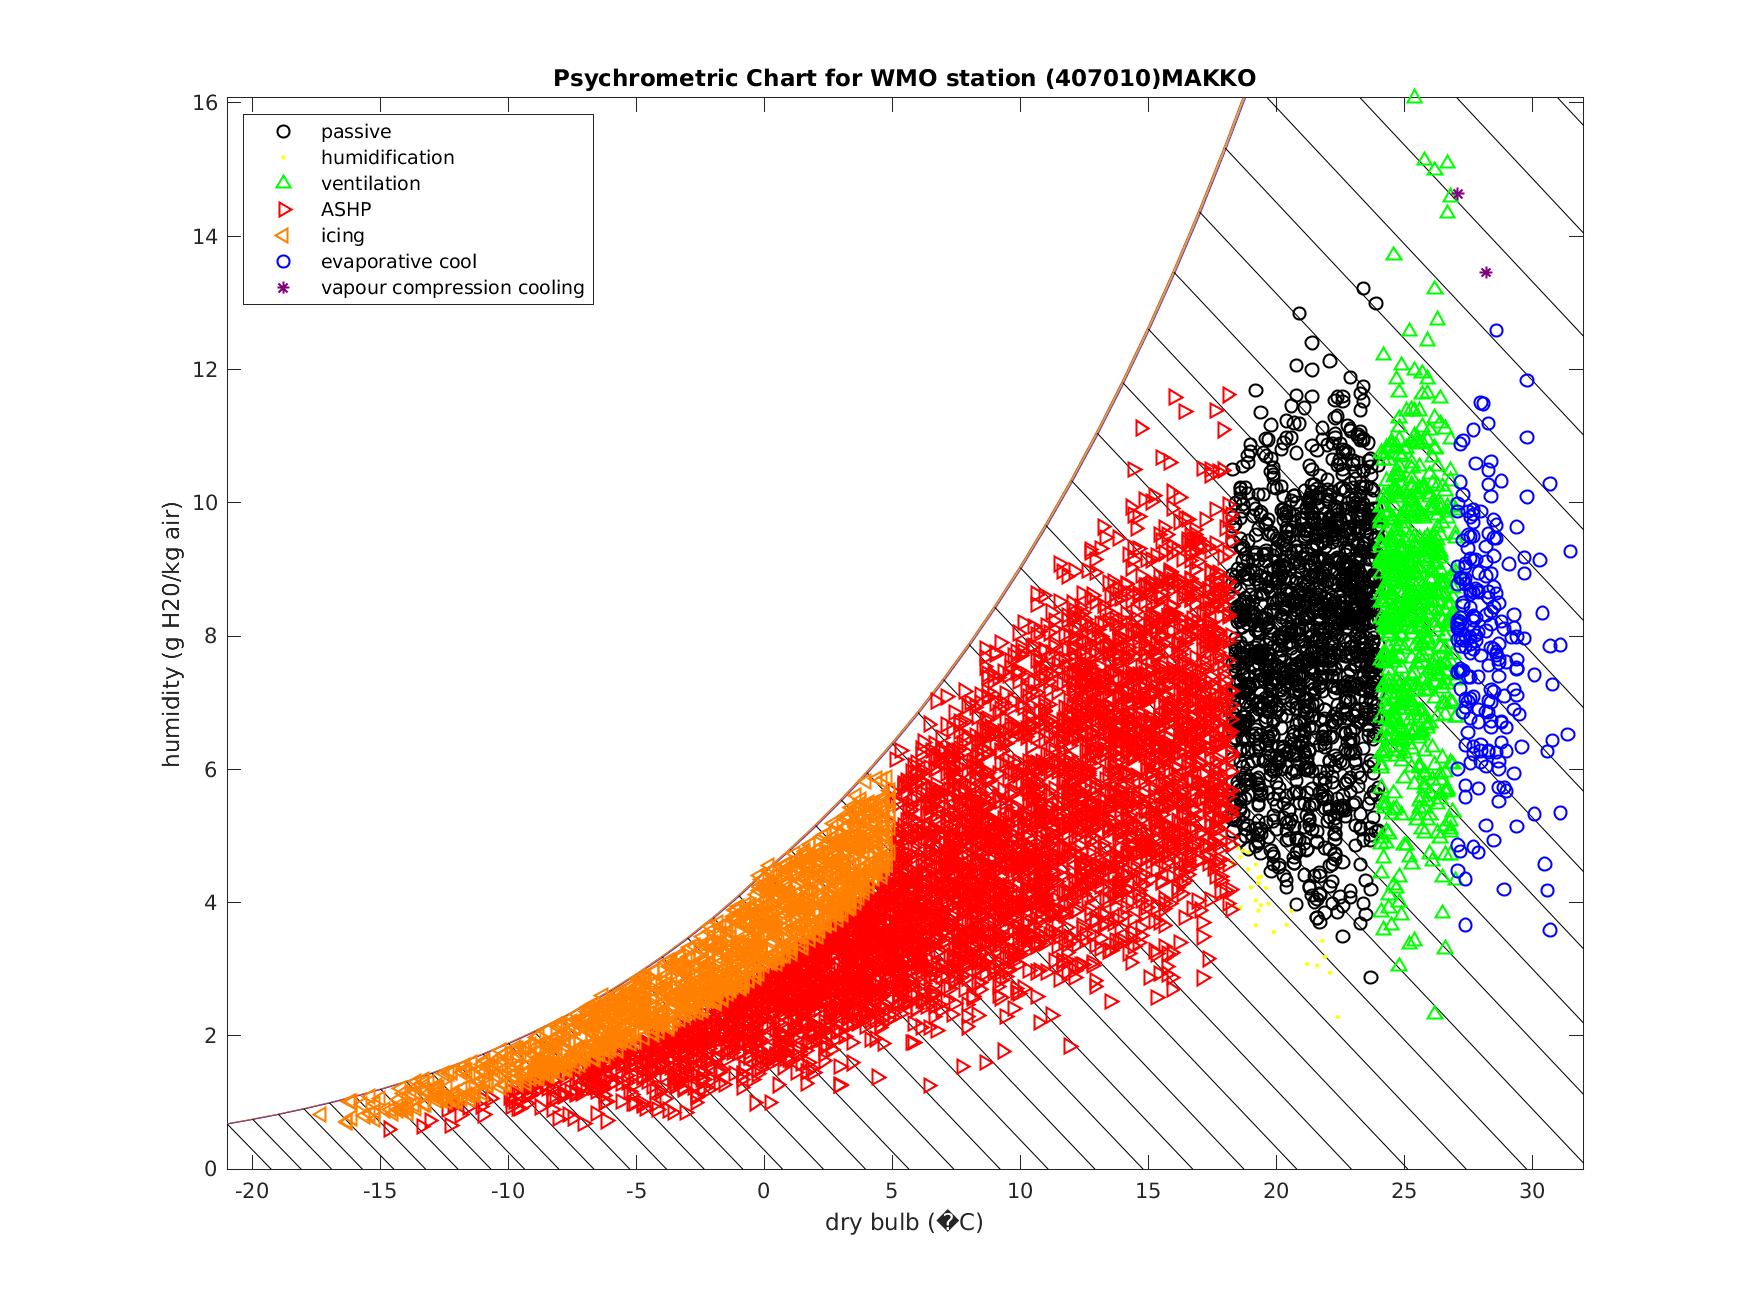 Psychrometric Chart for WMO station (407010)MAKKO
16
14
12
10
8
6
4
2
0
humidity (g H20/kg air)
passive
humidification
ventilation
ASHP
icing
evaporative cool
vapour compression cooling
-20 -15 -10 -5 0 5 10 15 20 25 30
dry bulb (�C)